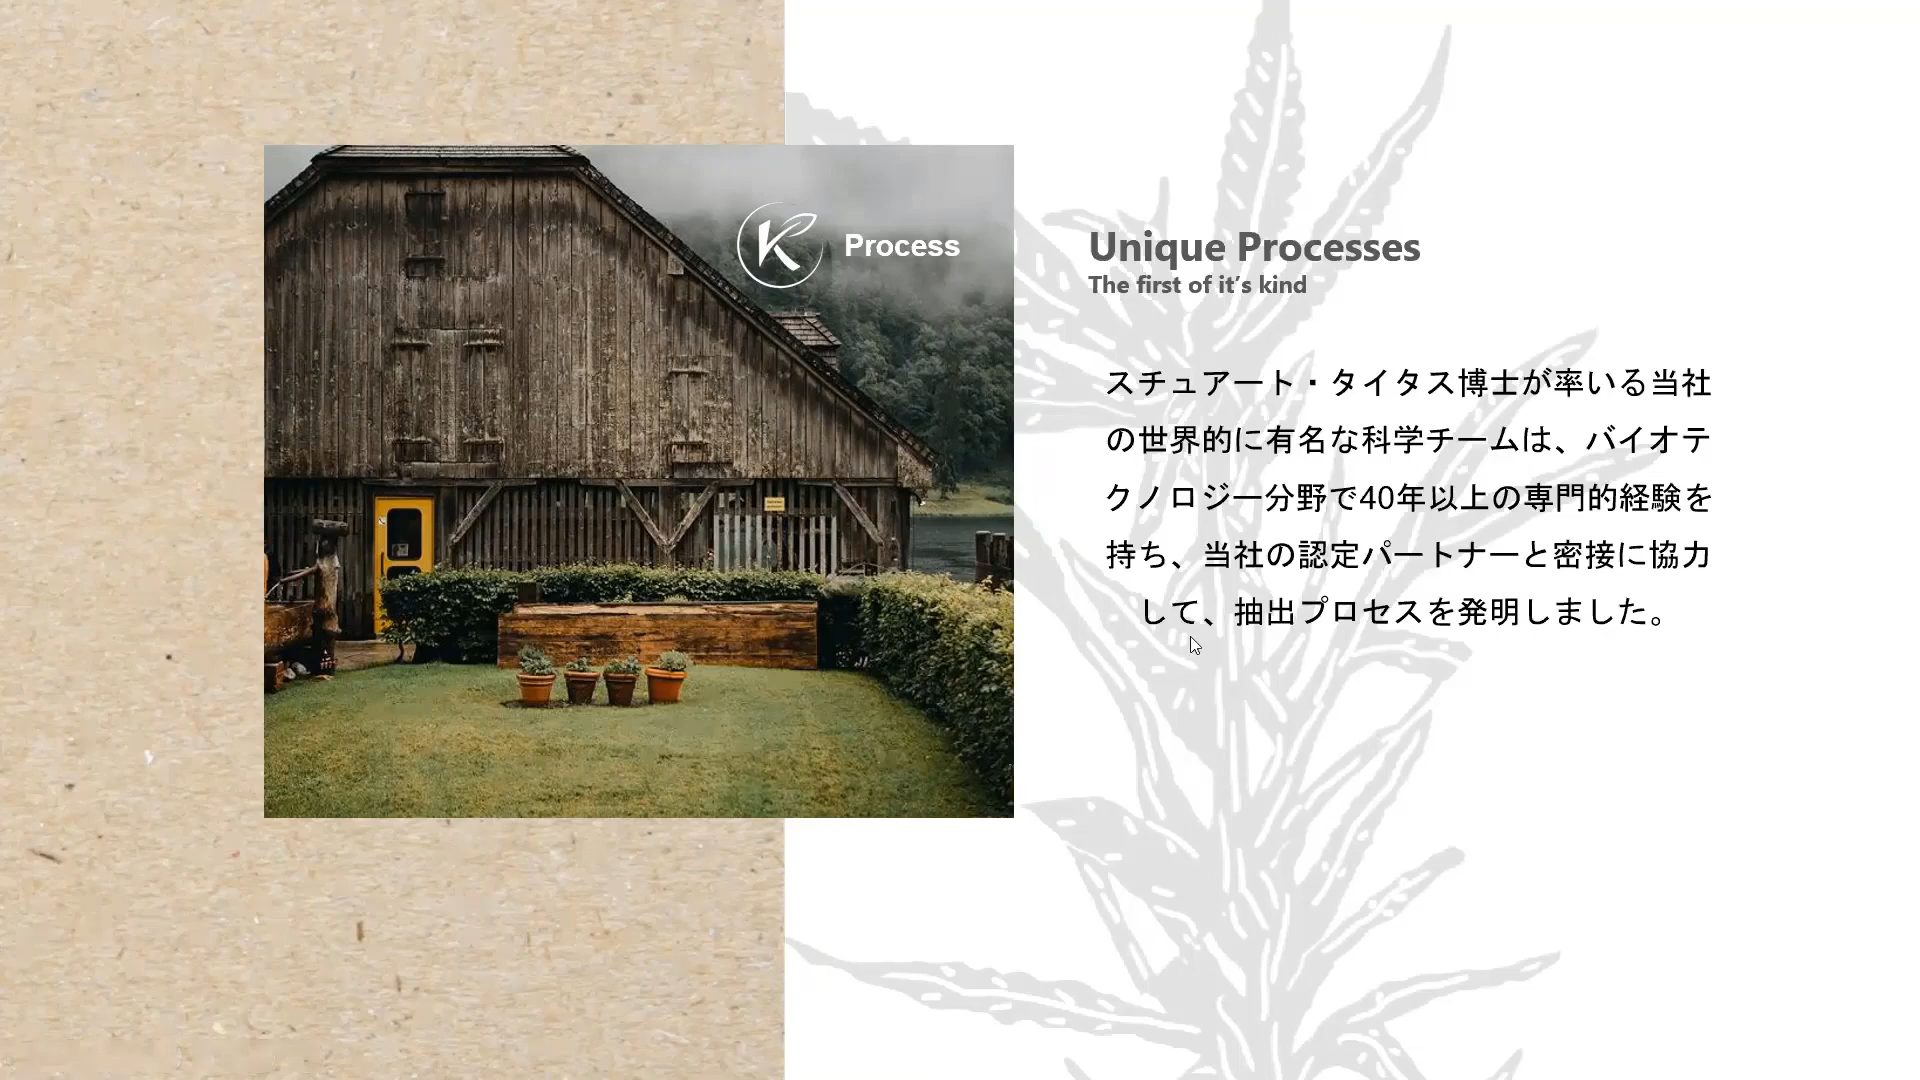 Process
Unique Processes
The first of it’s kind
スチュアート・タイタス博士が率いる当社
の世界的に有名な科学チームは、バイオテ
クノロジー分野で40年以上の専門的経験を
持ち、当社の認定パートナーと密接に協力
して、抽出プロセスを発明しました。